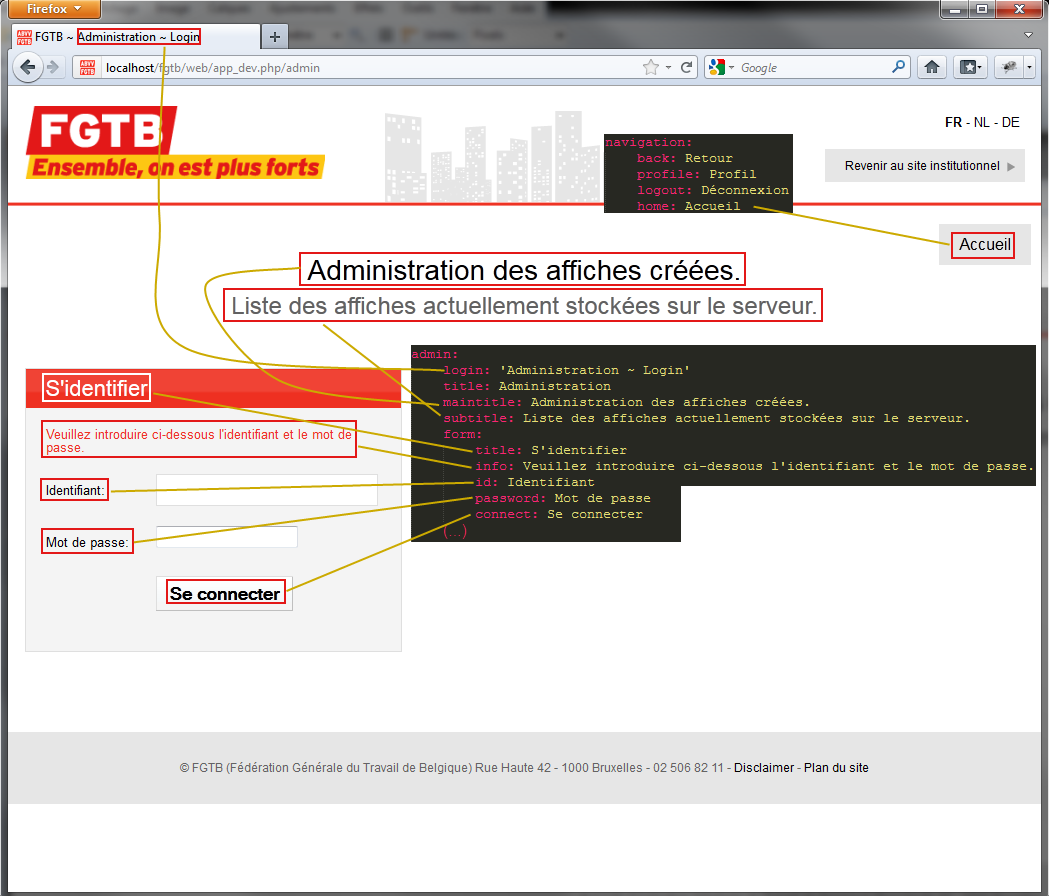 Firefox
FGTB ~ Administration ~ Login
localhost/fgtb/web/app_dev.php/admin
Google
ABVV
FGTB
FGTB
Ensemble, on est plus forts
FR - NL - DE
Revenir au site institutionnel
navigation:
back: Retour
profile: Profil
logout: Déconnexion
home: Accueil
Accueil
Administration des affiches créées.
Liste des affiches actuellement stockées sur le serveur.
admin:
login: 'Administration ~ Login'
title: Administration
maintitle: Administration des affiches créées.
subtitle: Liste des affiches actuellement stockées sur le serveur.
form:
title: S'identifier
info: Veuillez introduire ci-dessous l'identifiant et le mot de passe.
id: Identifiant
password: Mot de passe
connect: Se connecter
(...)
S'identifier
Veuillez introduire ci-dessous l'identifiant et le mot de
passe.
Identifiant:
Mot de passe:
Se connecter
© FGTB (Fédération Générale du Travail de Belgique) Rue Haute 42 - 1000 Bruxelles - 02 506 82 11 - Disclaimer - Plan du site